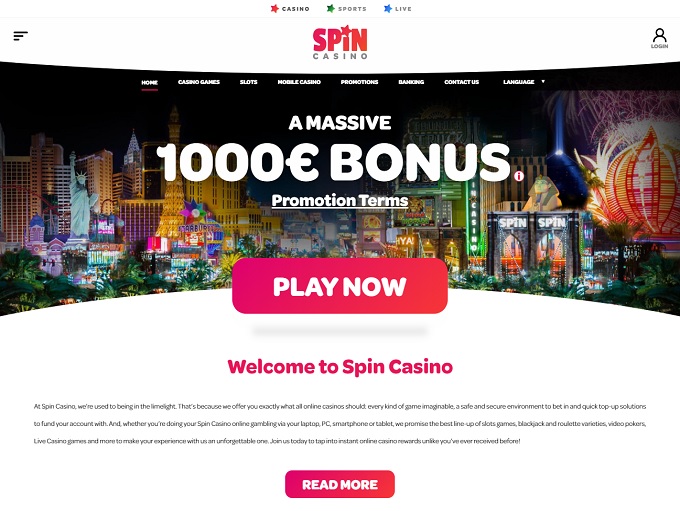 CASINO SPORTS LIVE
SPIN
CASINO
LOGIN
HOME CASINO GAMES SLOTS MOBILE CASINO PROMOTIONS BANKING CONTACT US LANGUAGE
A MASSIVE
1000€ BONUS
i
Promotion Terms
SPIN SPIN
IN CASINO
PLAY NOW
Welcome to Spin Casino
At Spin Casino, we're used to being in the limelight. That's because we offer you exactly what all online casinos should: every kind of game imaginable, a safe and secure environment to bet in and quick top-up solutions
to fund your account with. And, whether you're doing your Spin Casino online gambling via your laptop, PC, smartphone or tablet, we promise the best line-up of slots games, blackjack and roulette varieties, video pokers,
Live Casino games and more to make your experience with us an unforgettable one. Join us today to tap into instant online casino rewards unlike you've ever received before!
READ MORE